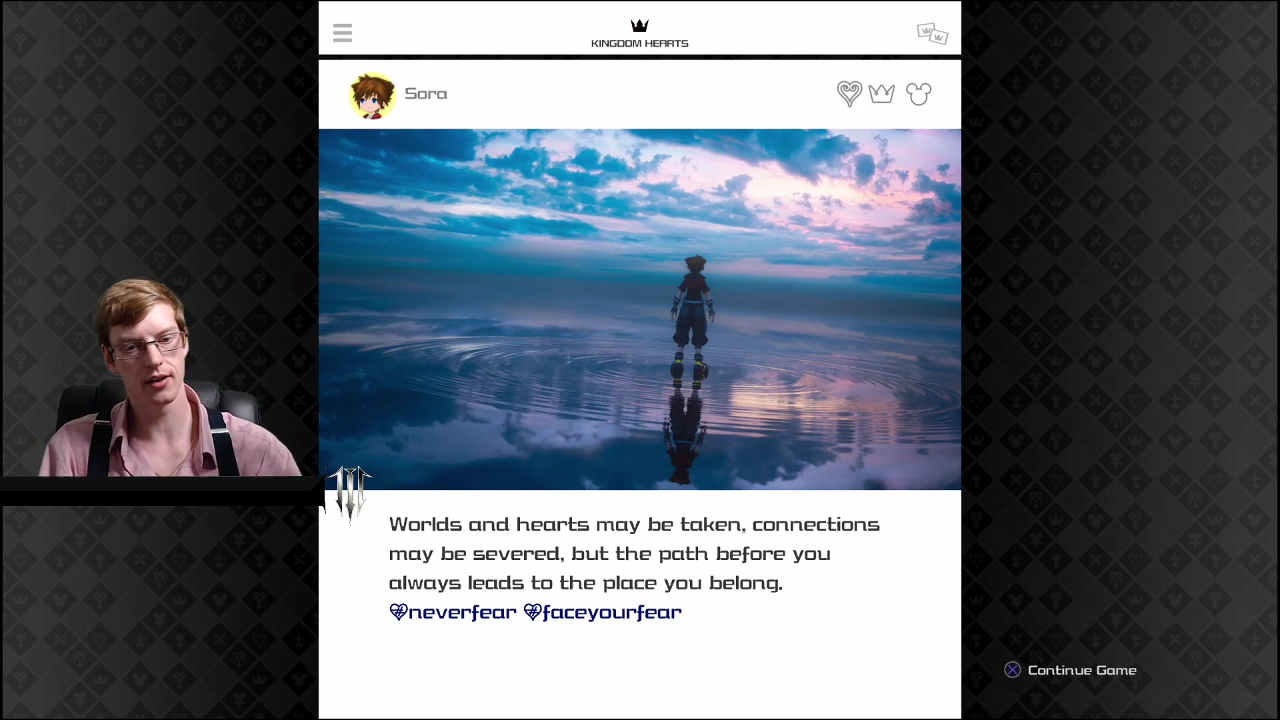 KINGDOM HEARTS
Sora
III
Worlds and hearts may be taken, connections
may be severed, but the path before you
always leads to the place you belong.
neverfear faceyourfear
Continue Game